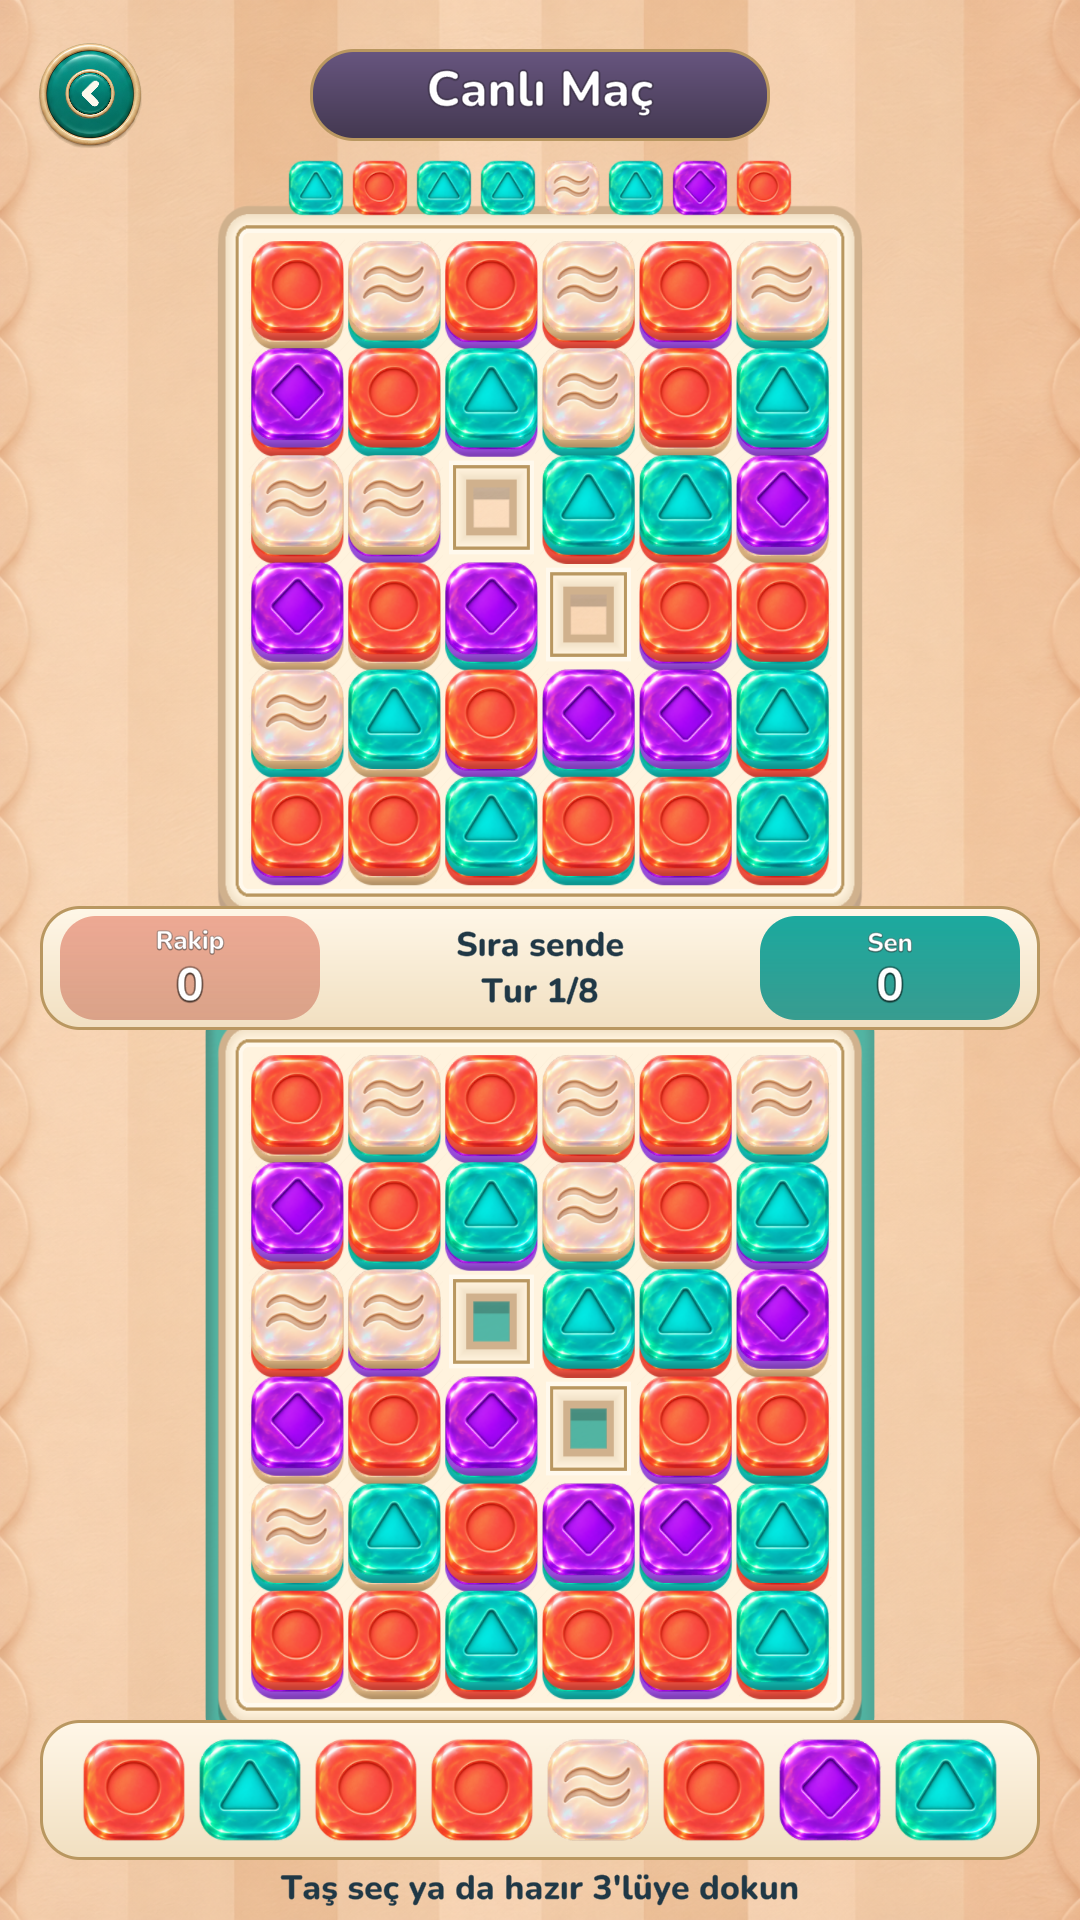 Canlı Maç
Rakip
0
Sıra sende
Tur 1/8
Sen
0
Taş seç ya da hazır 3'lüye dokun